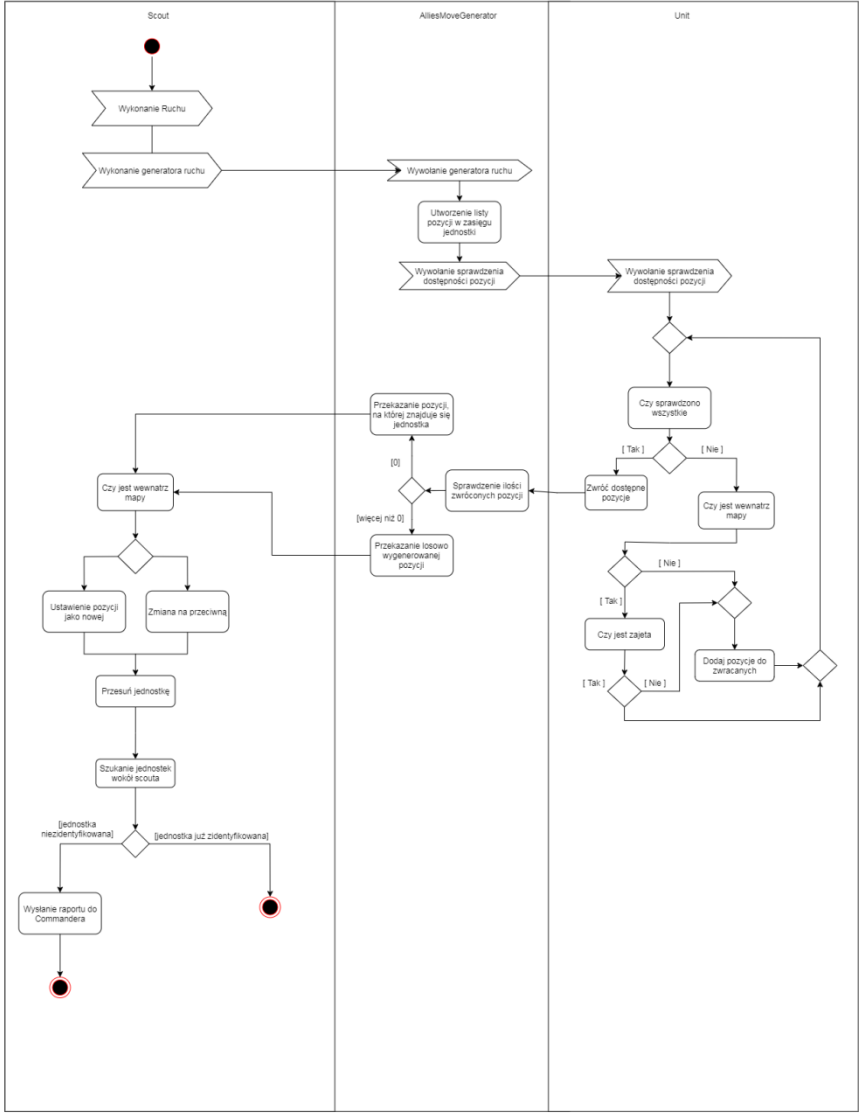 Scout
AlliesMoveGenerator
Unit
Wykonanie Ruchu
Wykonanie generatora ruchu
Wywołanie generatora ruchu
Utworzenie listy
pozycji w zasięgu
jednostki
Wywołanie sprawdzenia
dostępności pozycji
Wywołanie sprawdzenia
dostępności pozycji
Czy sprawdzono
wszystkie
[ Tak ]
[ Nie ]
Zwróć dostępne
pozycje
Czy jest wewnatrz
mapy
Przekazanie pozycji,
na której znajduje się
jednostka
[0]
Sprawdzenie ilości
zwróconych pozycji
[więcej niż 0]
Przekazanie losowo
wygenerowanej
pozycji
Czy jest wewnatrz
mapy
Ustawienie pozycji
jako nowej
Zmiana na przeciwną
[ Nie ]
[ Tak ]
Czy jest zajeta
Dodaj pozycje do
zwracanych
[ Tak ]
[ Nie ]
Przesuń jednostkę
Szukanie jednostek
wokół scouta
[jednostka
niezidentyfikowana]
[jednostka już zidentyfikowana]
Wysłanie raportu do
Commandera